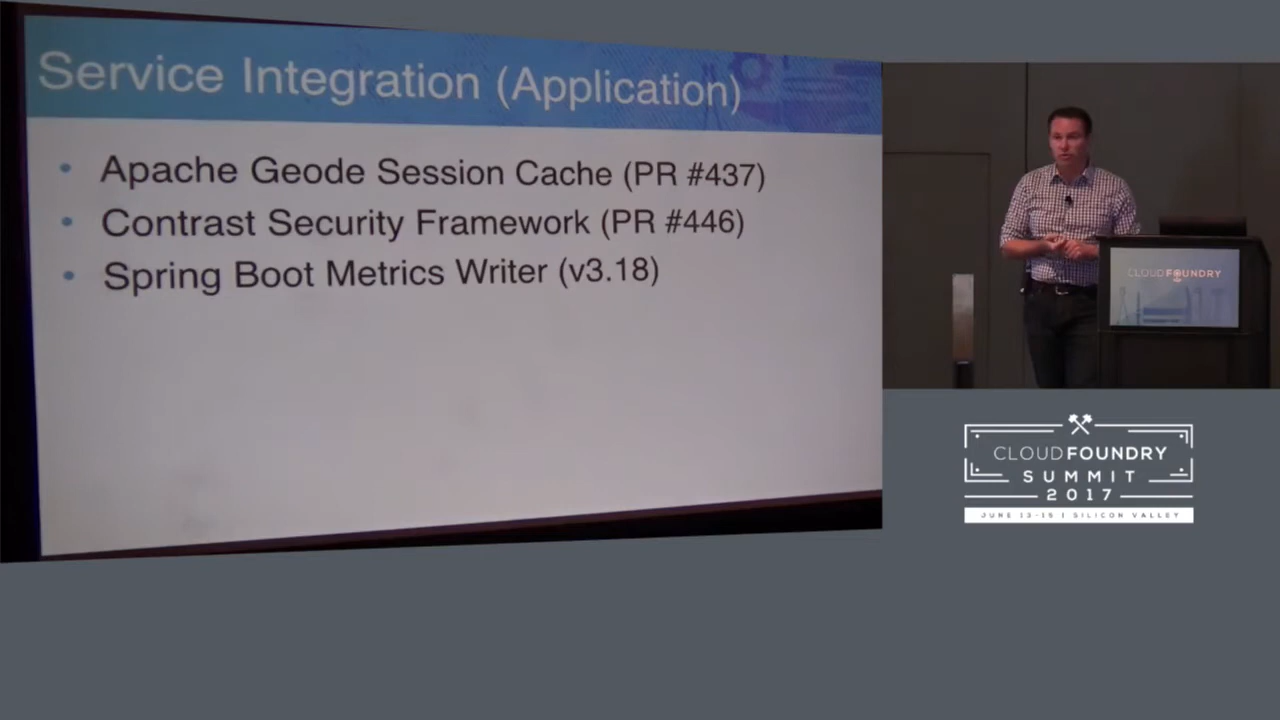 Service Integration (Application)
• Apache Geode Session Cache (PR #437)
• Contrast Security Framework (PR #446)
• Spring Boot Metrics Writer (v3.18)
CLOUD FOUNDRY
CLOUD FOUNDRY
SUMMIT
2017
JUNE 13-15 | SILICON VALLEY